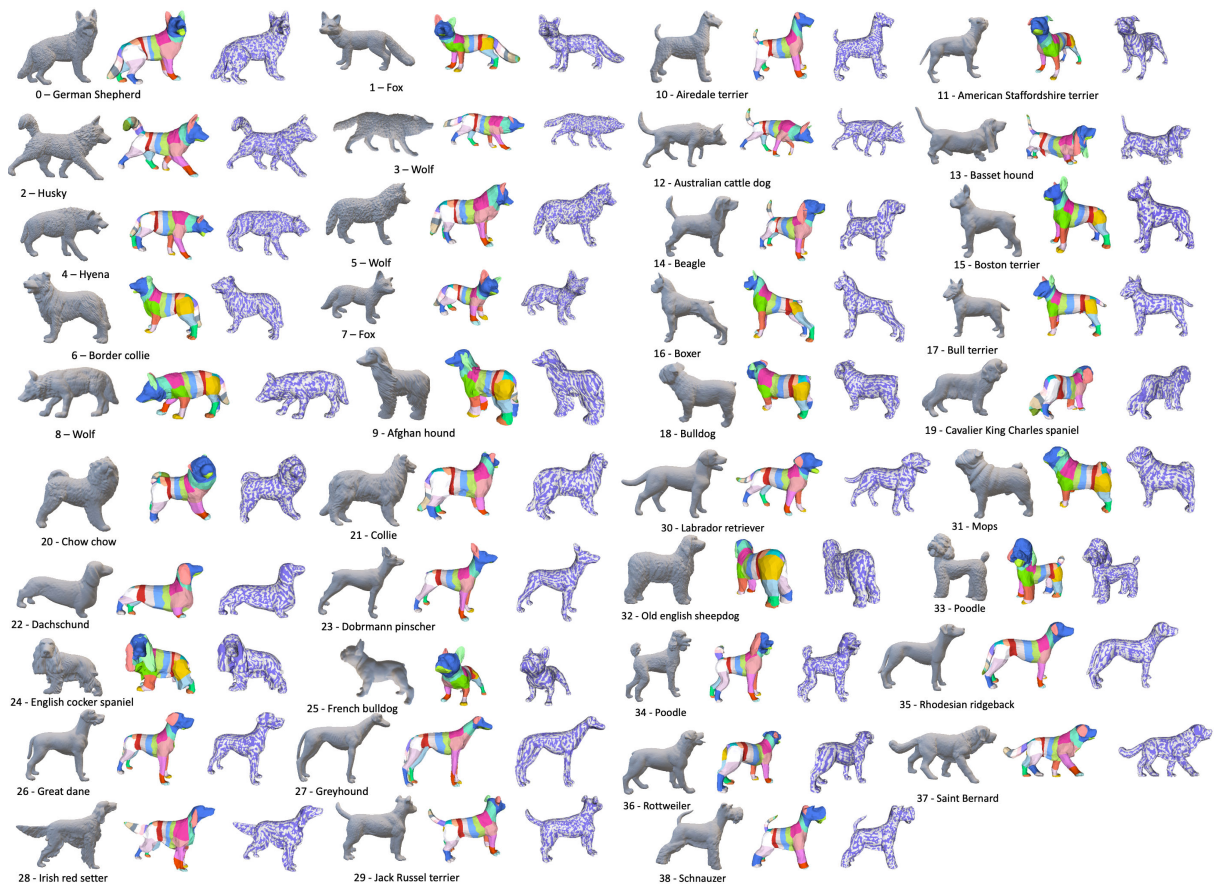 0 – German Shepherd
1 – Fox
10 - Airedale terrier
11 - American Staffordshire terrier
2 – Husky
3 – Wolf
12 - Australian cattle dog
13 - Basset hound
4 – Hyena
5 – Wolf
14 - Beagle
15 - Boston terrier
6 – Border collie
7 – Fox
16 - Boxer
17 - Bull terrier
8 – Wolf
9 - Afghan hound
18 - Bulldog
19 - Cavalier King Charles spaniel
20 - Chow chow
21 - Collie
30 - Labrador retriever
31 - Mops
22 - Dachschund
23 - Dobrmann pinscher
32 - Old english sheepdog
33 - Poodle
24 - English cocker spaniel
25 - French bulldog
34 - Poodle
35 - Rhodesian ridgeback
26 - Great dane
27 - Greyhound
36 - Rottweiler
37 - Saint Bernard
28 - Irish red setter
29 - Jack Russel terrier
38 - Schnauzer